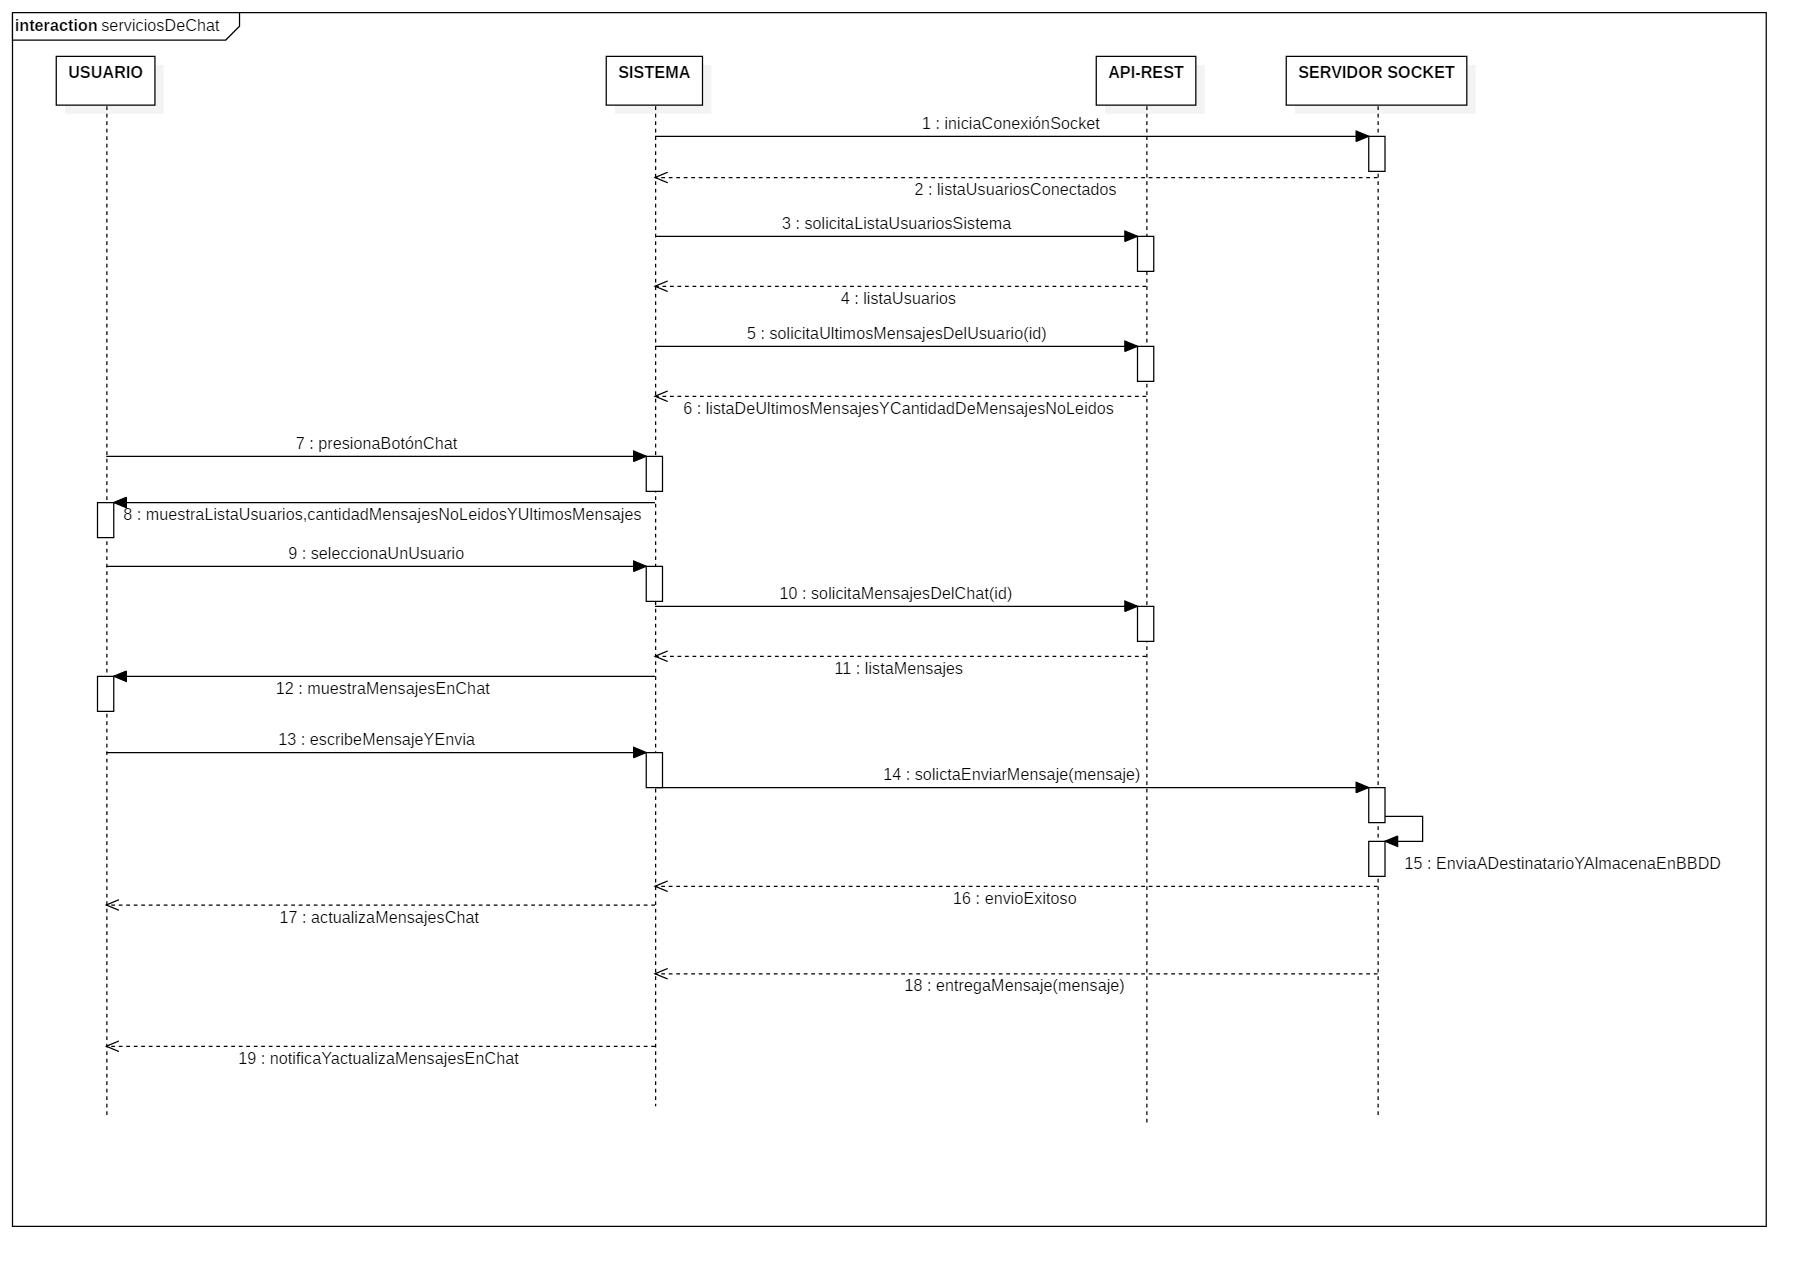 interaction serviciosDeChat
USUARIO
SISTEMA
API-REST
SERVIDOR SOCKET
1 : iniciaConexiónSocket
2 : listaUsuariosConectados
3 : solicitaListaUsuariosSistema
4 : listaUsuarios
5 : solicitaUltimosMensajesDelUsuario(id)
6 : listaDeUltimosMensajesYCantidadDeMensajesNoLeidos
7 : presionaBotónChat
8 : muestraListaUsuarios,cantidadMensajesNoLeidosYUltimosMensajes
9 : seleccionaUnUsuario
10 : solicitaMensajesDelChat(id)
11 : listaMensajes
12 : muestraMensajesEnChat
13 : escribeMensajeYEnvia
14 : solictaEnviarMensaje(mensaje)
15 : EnviaADestinatarioYAlmacenaEnBBDD
16 : envioExitoso
17 : actualizaMensajesChat
18 : entregaMensaje(mensaje)
19 : notificaYactualizaMensajesEnChat